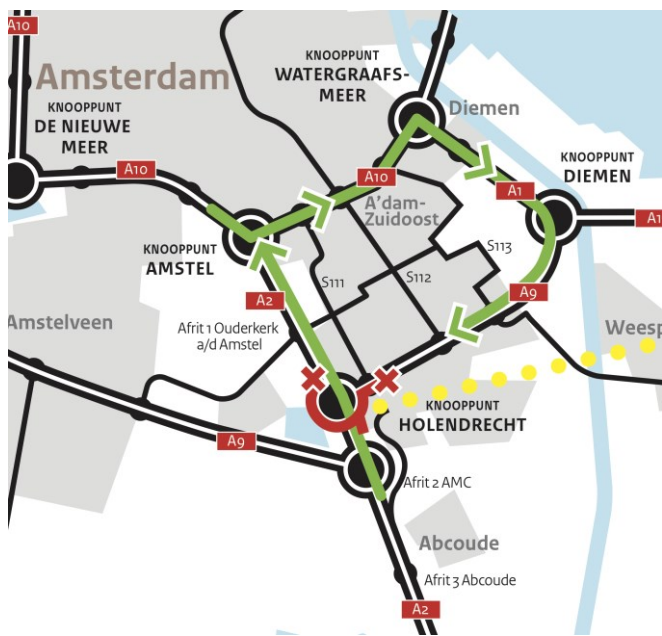 A10
Amsterdam
KNOOPPUNT
DE NIEUWE
MEER
KNOOPPUNT
WATERGRAAFS-
MEER
Diemen
KNOOPPUNT
DIEMEN
A10
A10
A1
A1
A'dam-
Zuidoost
KNOOPPUNT
AMSTEL
S113
S111
S112
A2
A9
Afrit 1 Ouderkerk
a/d Amstel
Amstelveen
Weesp
KNOOPPUNT
HOLENDRECHT
A9
Afrit 2 AMC
Abcoude
Afrit 3 Abcoude
A2